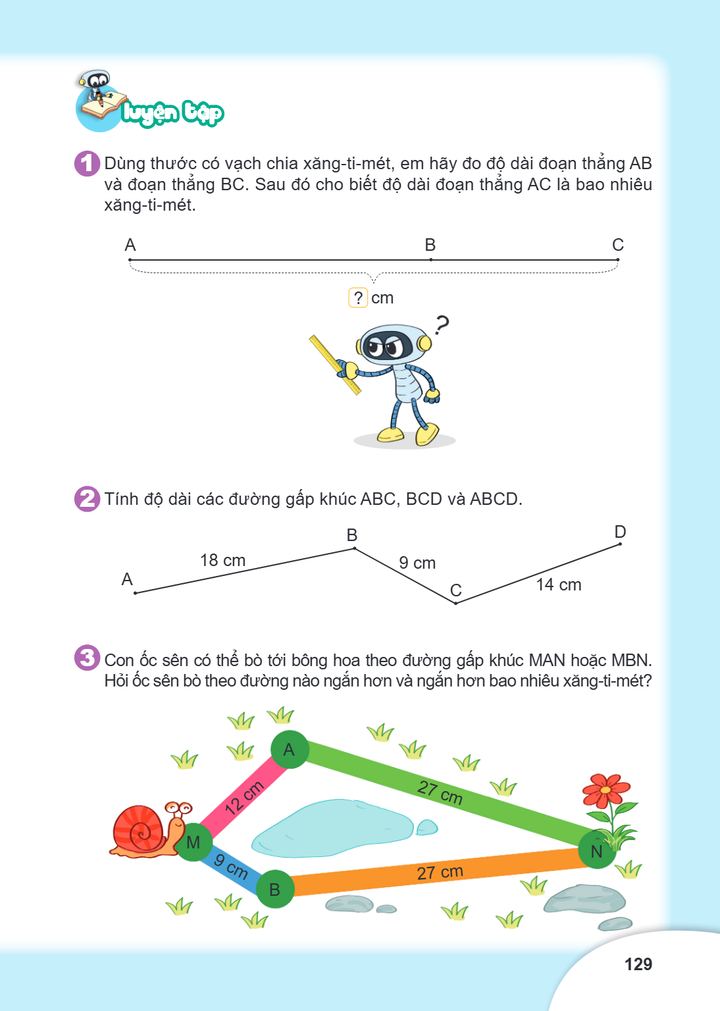 luyện tập
1 Dùng thước có vạch chia xăng-ti-mét, em hãy đo độ dài đoạn thẳng AB
và đoạn thẳng BC. Sau đó cho biết độ dài đoạn thẳng AC là bao nhiêu
xăng-ti-mét.
A B C
? cm
?
2 Tính độ dài các đường gấp khúc ABC, BCD và ABCD.
A 18 cm B 9 cm C 14 cm D
3 Con ốc sên có thể bò tới bông hoa theo đường gấp khúc MAN hoặc MBN.
Hỏi ốc sên bò theo đường nào ngắn hơn và ngắn hơn bao nhiêu xăng-ti-mét?
A
12 cm
27 cm
M
N
9 cm
B
27 cm
129